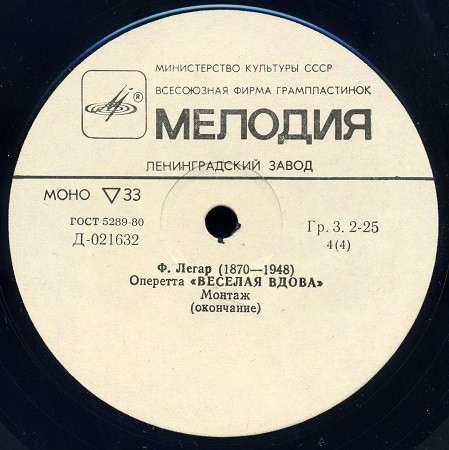 МИНИСТЕРСТВО КУЛЬТУРЫ СССР
ВСЕСОЮЗНАЯ ФИРМА ГРАМПЛАСТИНОК
®
МЕЛОДИЯ
ЛЕНИНГРАДСКИЙ ЗАВОД
МОНО ▽33
ГОСТ 5289-80
Д-021632
Гр. 3. 2-25
4(4)
Ф. Легар (1870—1948)
Оперетта «ВЕСЕЛАЯ ВДОВА»
Монтаж
(окончание)